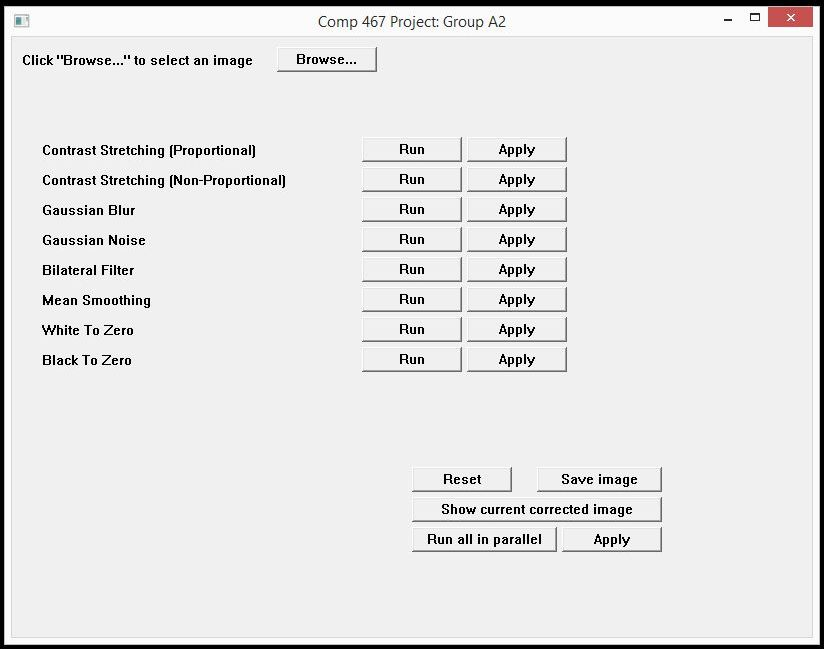 Comp 467 Project: Group A2
Click "Browse..." to select an image Browse...
Contrast Stretching (Proportional) Run Apply
Contrast Stretching (Non-Proportional) Run Apply
Gaussian Blur Run Apply
Gaussian Noise Run Apply
Bilateral Filter Run Apply
Mean Smoothing Run Apply
White To Zero Run Apply
Black To Zero Run Apply
Reset Save image
Show current corrected image
Run all in parallel Apply